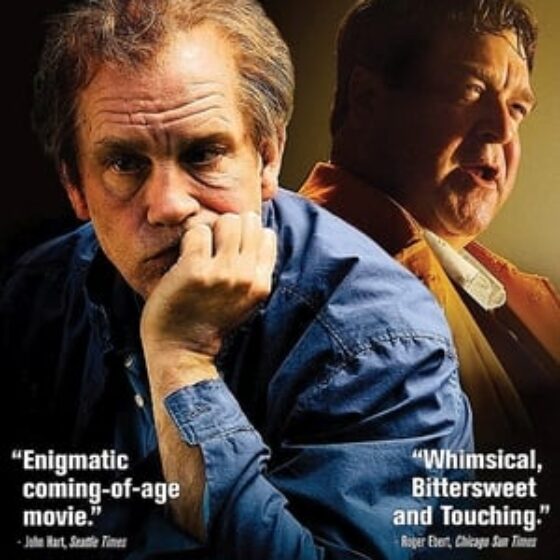 “Enigmatic
coming-of-age
movie.”
- John Hart, Seattle Times
“Whimsical,
Bittersweet
and Touching.”
- Roger Ebert, Chicago Sun Times